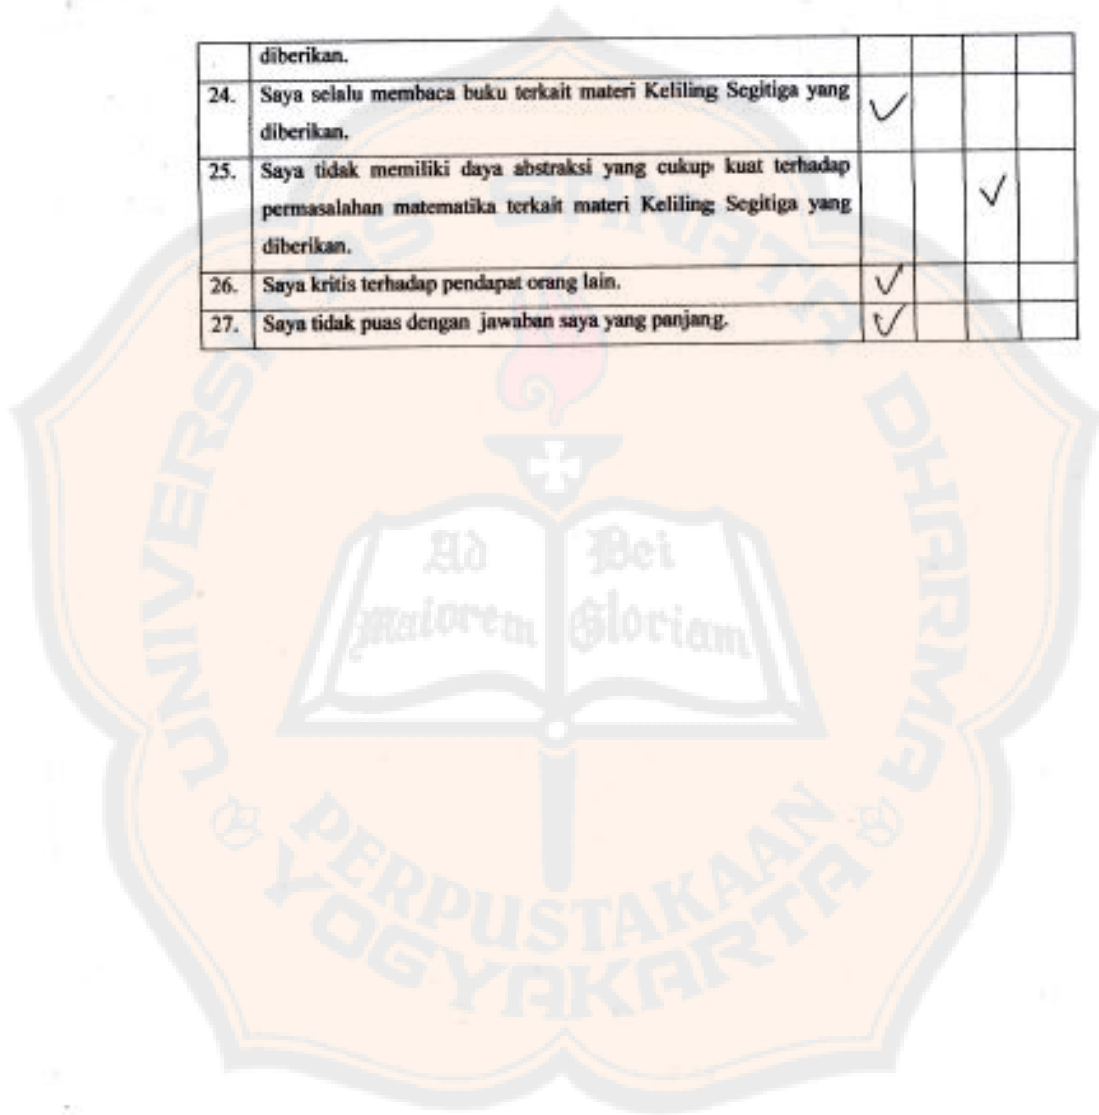 diberikan.
24. Saya selalu membaca buku terkait materi Keliling Segitiga yang
diberikan.
25. Saya tidak memiliki daya abstraksi yang cukup kuat terhadap
permasalahan matematika terkait materi Keliling Segitiga yang
diberikan.
26. Saya kritis terhadap pendapat orang lain.
27. Saya tidak puas dengan jawaban saya yang panjang.
UNIVERSITAS SANATA DHARMA
Ad Dei
Maiorem Gloriam
PERPUSTAKAAN
YOGYAKARTA